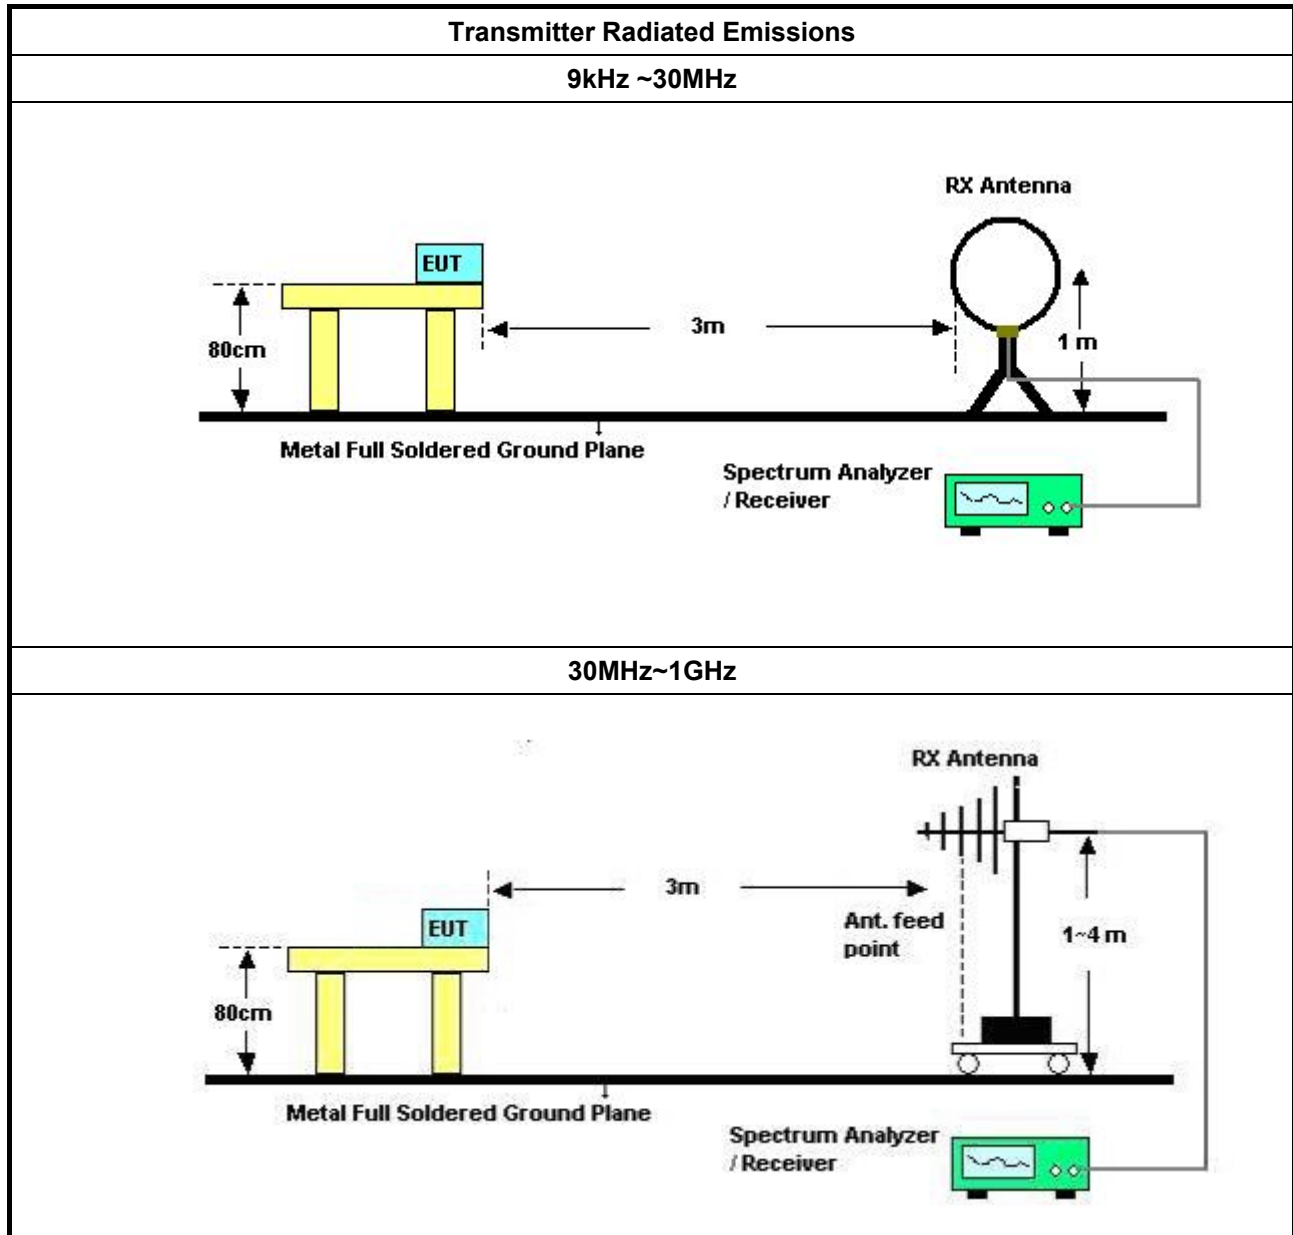 Transmitter Radiated Emissions
9kHz ~30MHz
RX Antenna
EUT
3m
1 m
80cm
Metal Full Soldered Ground Plane
Spectrum Analyzer
/ Receiver
30MHz~1GHz
RX Antenna
3m
Ant. feed
point
1~4 m
EUT
80cm
Metal Full Soldered Ground Plane
Spectrum Analyzer
/ Receiver